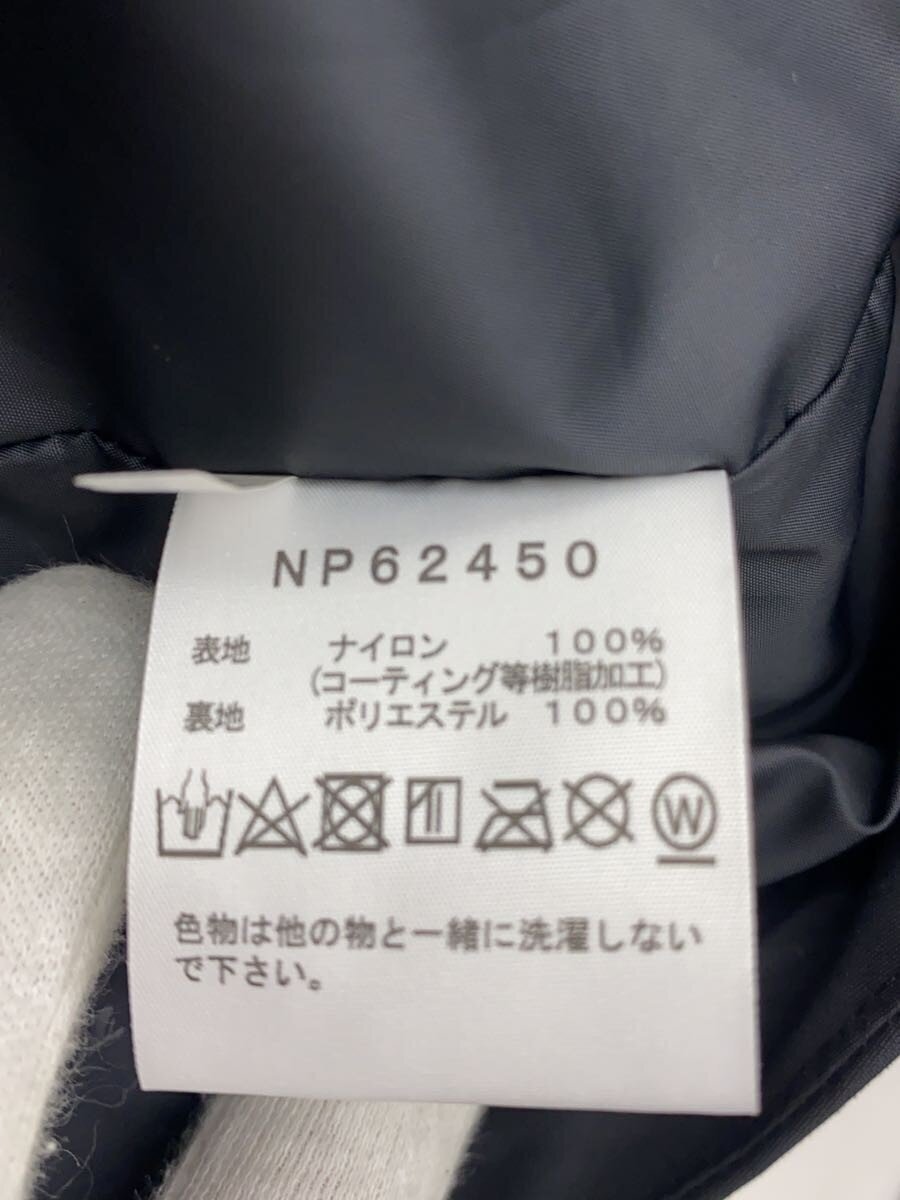 NP62450
表地 ナイロン 100%
(コーティング等樹脂加工)
裏地 ポリエステル 100%
W
色物は他の物と一緒に洗濯しない
で下さい。